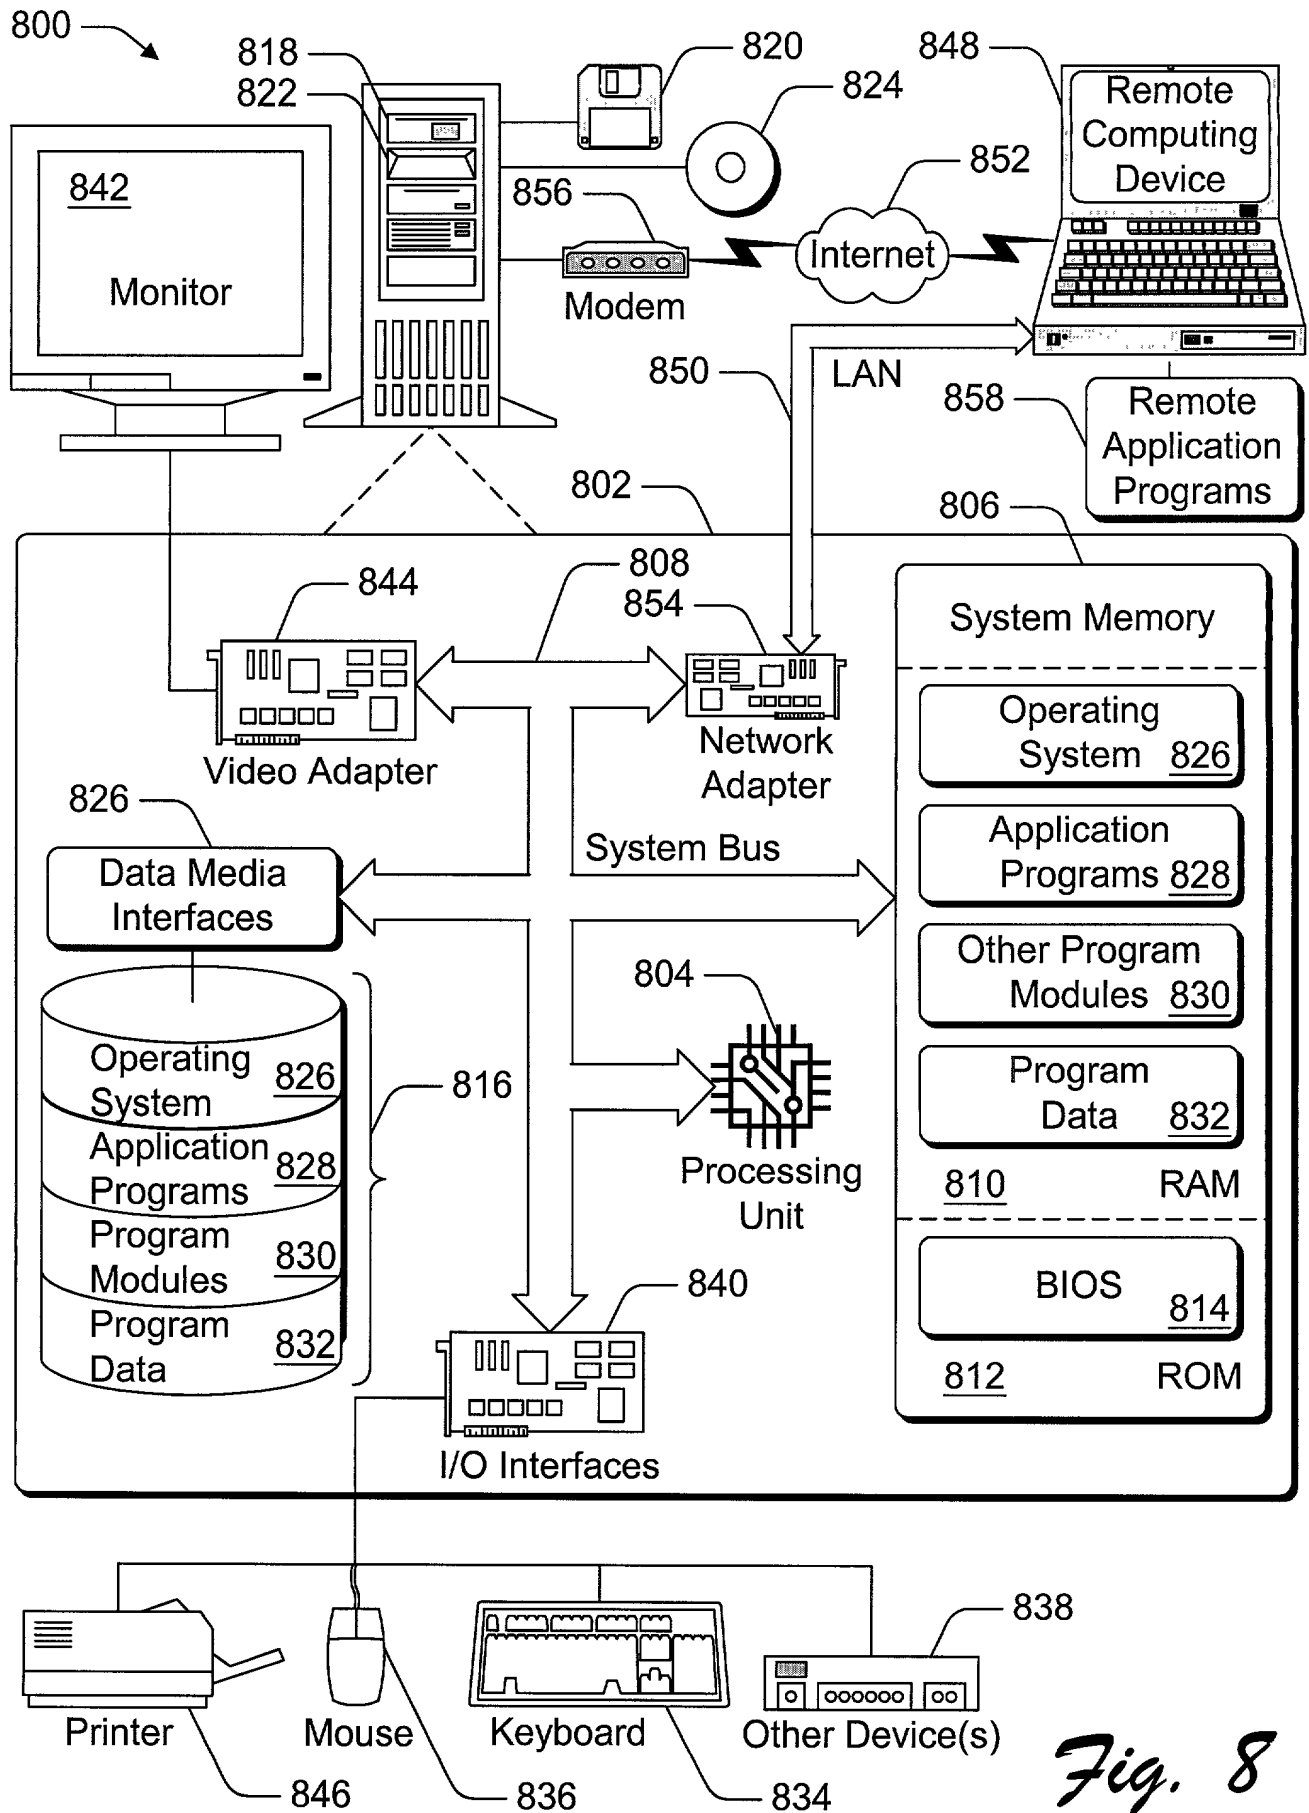 800
818
822
820
824
848
Remote
Computing
Device
852
856
842
Monitor
Internet
Modem
850
LAN
858
Remote
Application
Programs
802
806
808
844
854
System Memory
Operating
System 826
Video Adapter
Network
Adapter
826
Data Media
Interfaces
System Bus
Application
Programs 828
Other Program
Modules 830
804
Program
Data 832
Operating
System 826
Application
Programs 828
Program
Modules 830
Program
Data 832
816
Processing
Unit
810 RAM
BIOS
814
812 ROM
840
I/O Interfaces
838
Printer
Mouse
Keyboard
Other Device(s)
846
836
834
Fig. 8